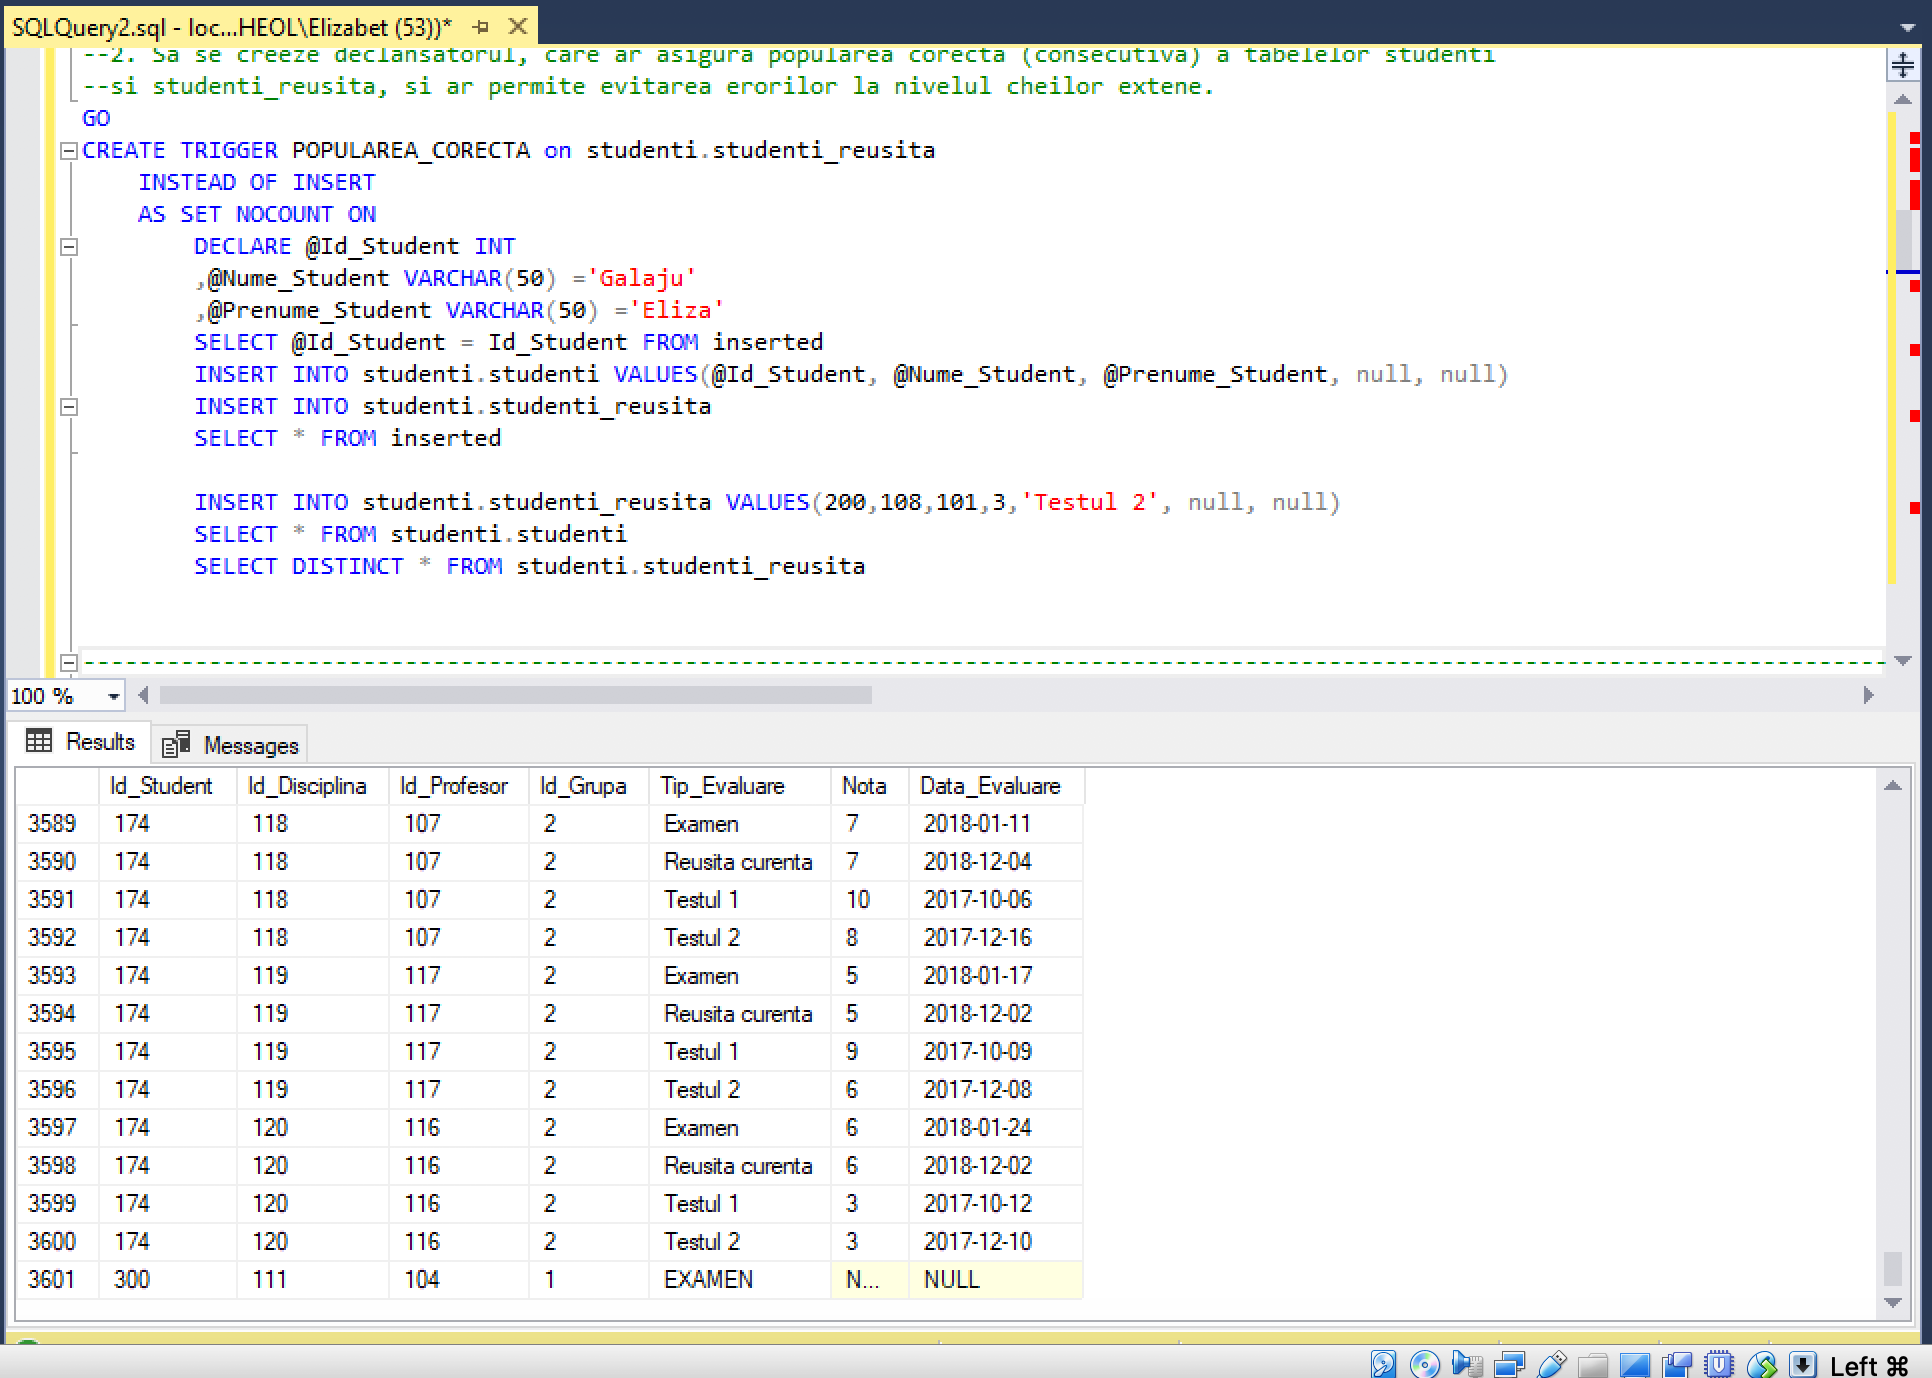 SQLQuery2.sql - loc...HEOL\Elizabet (53))*
--2. Sa se creeze declansatorul, care ar asigura popularea corecta (consecutiva) a tabelelor studenti
--si studenti_reusita, si ar permite evitarea erorilor la nivelul cheilor extene.
GO
CREATE TRIGGER POPULAREA_CORECTA on studenti.studenti_reusita
INSTEAD OF INSERT
AS SET NOCOUNT ON
DECLARE @Id_Student INT
,@Nume_Student VARCHAR(50) ='Galaju'
,@Prenume_Student VARCHAR(50) ='Eliza'
SELECT @Id_Student = Id_Student FROM inserted
INSERT INTO studenti.studenti VALUES(@Id_Student, @Nume_Student, @Prenume_Student, null, null)
INSERT INTO studenti.studenti_reusita
SELECT * FROM inserted
INSERT INTO studenti.studenti_reusita VALUES(200,108,101,3,'Testul 2', null, null)
SELECT * FROM studenti.studenti
SELECT DISTINCT * FROM studenti.studenti_reusita
100 %
Results Messages
Id_Student Id_Disciplina Id_Profesor Id_Grupa Tip_Evaluare Nota Data_Evaluare
3589 174 118 107 2 Examen 7 2018-01-11
3590 174 118 107 2 Reusita curenta 7 2018-12-04
3591 174 118 107 2 Testul 1 10 2017-10-06
3592 174 118 107 2 Testul 2 8 2017-12-16
3593 174 119 117 2 Examen 5 2018-01-17
3594 174 119 117 2 Reusita curenta 5 2018-12-02
3595 174 119 117 2 Testul 1 9 2017-10-09
3596 174 119 117 2 Testul 2 6 2017-12-08
3597 174 120 116 2 Examen 6 2018-01-24
3598 174 120 116 2 Reusita curenta 6 2018-12-02
3599 174 120 116 2 Testul 1 3 2017-10-12
3600 174 120 116 2 Testul 2 3 2017-12-10
3601 300 111 104 1 EXAMEN N... NULL
Left ⌘